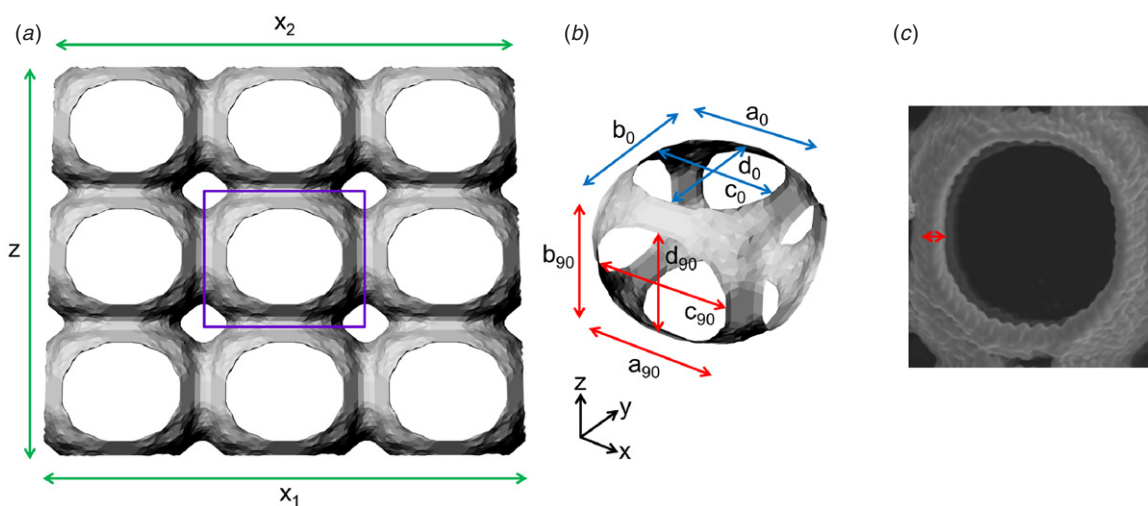 (a)
x₂
z
x₁
(b)
b₀
a₀
d₀
c₀
b₉₀
d₉₀
c₉₀
a₉₀
z
y
x
(c)